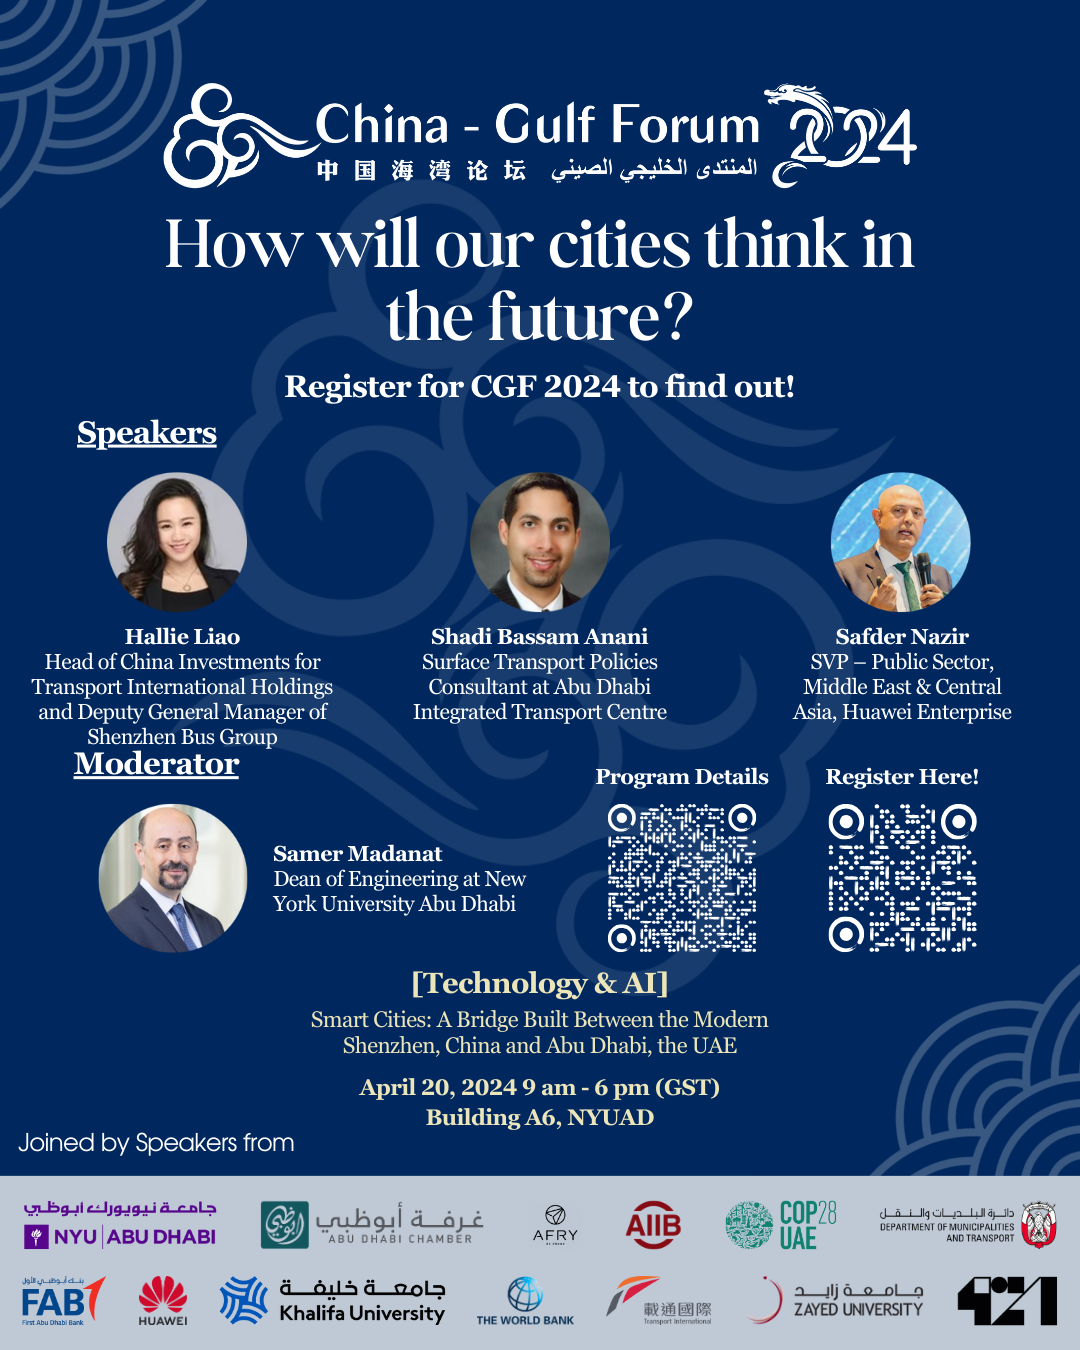 China - Gulf Forum 2024
中国海湾论坛 المنتدى الخليجي الصيني
How will our cities think in
the future?
Register for CGF 2024 to find out!
Speakers
Hallie Liao
Head of China Investments for
Transport International Holdings
and Deputy General Manager of
Shenzhen Bus Group
Shadi Bassam Anani
Surface Transport Policies
Consultant at Abu Dhabi
Integrated Transport Centre
Safder Nazir
SVP – Public Sector,
Middle East & Central
Asia, Huawei Enterprise
Moderator
Samer Madanat
Dean of Engineering at New
York University Abu Dhabi
Program Details
Register Here!
[Technology & AI]
Smart Cities: A Bridge Built Between the Modern
Shenzhen, China and Abu Dhabi, the UAE
April 20, 2024 9 am - 6 pm (GST)
Building A6, NYUAD
Joined by Speakers from
جامعة نيويورك أبوظبي
NYU ABU DHABI
غرفة أبوظبي
ABU DHABI CHAMBER
AFRY
AIIB
COP28
UAE
دائرة البلديات والنقل
DEPARTMENT OF MUNICIPALITIES
AND TRANSPORT
بنك أبوظبي الأول
FAB
First Abu Dhabi Bank
HUAWEI
جامعة خليفة
Khalifa University
THE WORLD BANK
載通國際
Transport International
جامعة زايد
ZAYED UNIVERSITY
421